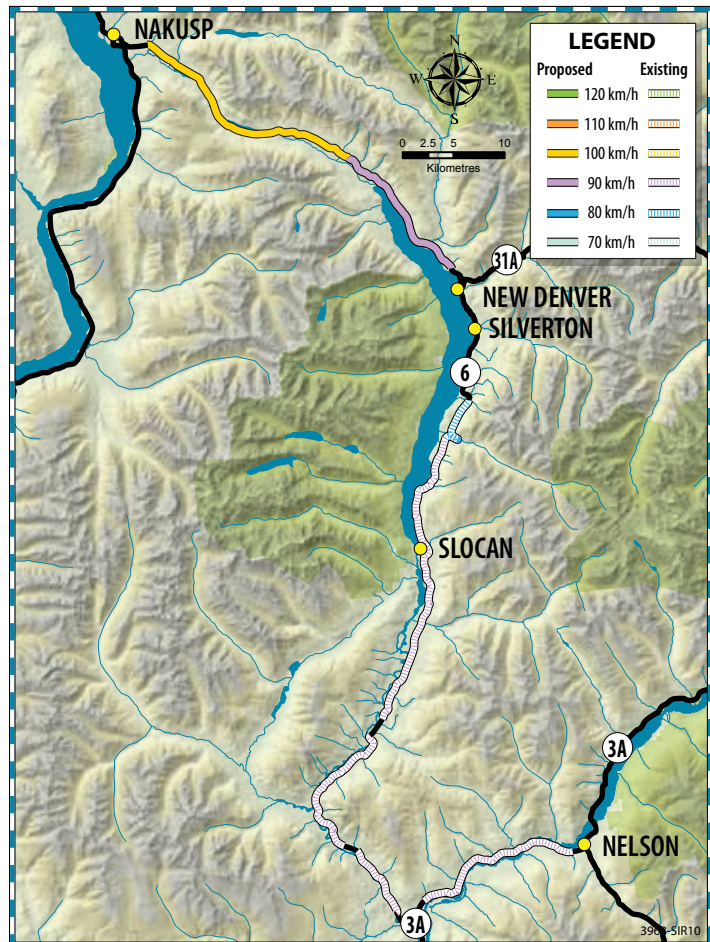 NAKUSP
N
W E
S
0 2.5 5 10
Kilometres
LEGEND
Proposed Existing
120 km/h
110 km/h
100 km/h
90 km/h
80 km/h
70 km/h
31A
NEW DENVER
SILVERTON
6
SLOCAN
3A
NELSON
3A